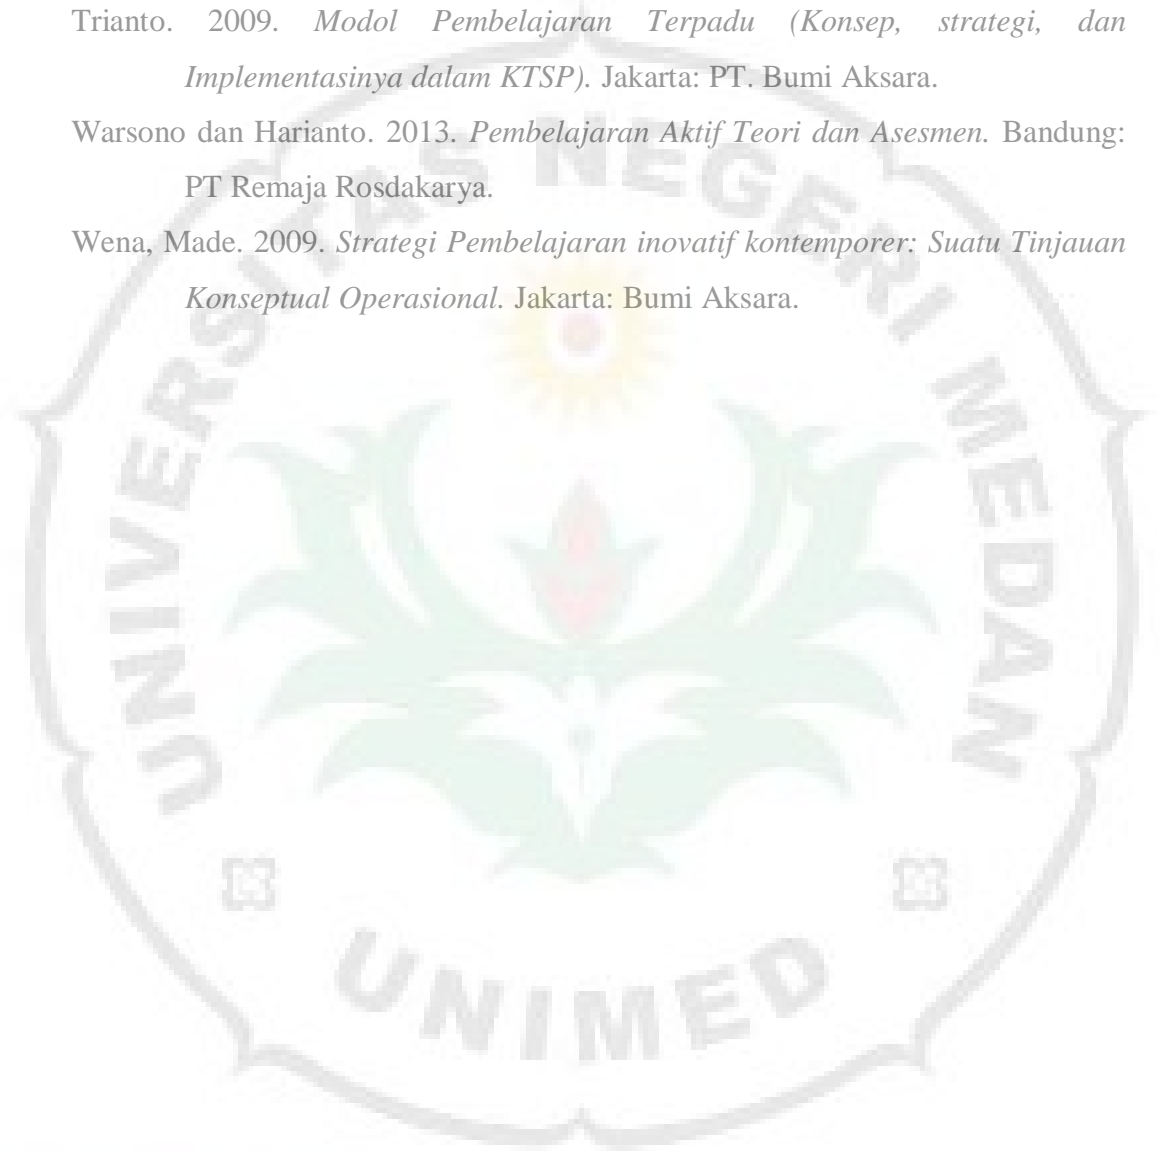 Trianto. 2009. Modol Pembelajaran Terpadu (Konsep, strategi, dan
Implementasinya dalam KTSP). Jakarta: PT. Bumi Aksara.
Warsono dan Harianto. 2013. Pembelajaran Aktif Teori dan Asesmen. Bandung:
PT Remaja Rosdakarya.
Wena, Made. 2009. Strategi Pembelajaran inovatif kontemporer: Suatu Tinjauan
Konseptual Operasional. Jakarta: Bumi Aksara.
UNIVERSITAS NEGERI MEDAN
UNIMED